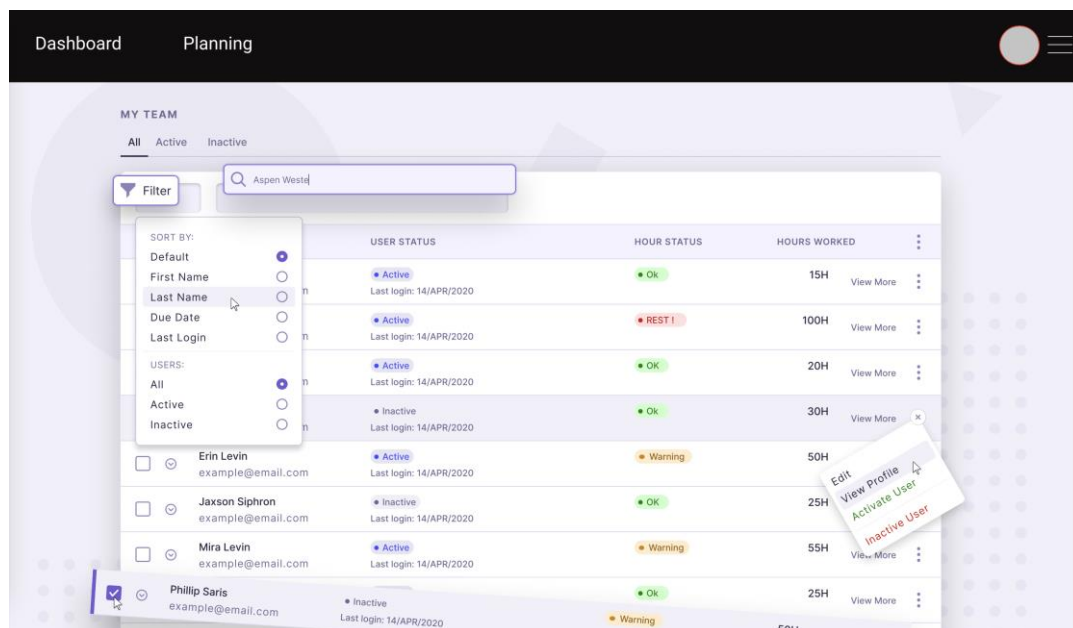 Dashboard Planning
MY TEAM
All Active Inactive
Filter
Aspen Weste
SORT BY:
Default
First Name
Last Name
Due Date
Last Login
USERS:
All
Active
Inactive
USER STATUS HOUR STATUS HOURS WORKED
Active Ok 15H View More
Last login: 14/APR/2020
Active REST ! 100H View More
Last login: 14/APR/2020
Active OK 20H View More
Last login: 14/APR/2020
Inactive Ok 30H View More
Last login: 14/APR/2020
Erin Levin Active Warning 50H
example@email.com Last login: 14/APR/2020
Edit
View Profile
Activate User
Inactive User
Jaxson Siphron Inactive OK 25H
example@email.com Last login: 14/APR/2020
Mira Levin Active Warning 55H View More
example@email.com Last login: 14/APR/2020
Ok 25H View More
Phillip Saris Inactive Warning
example@email.com Last login: 14/APR/2020